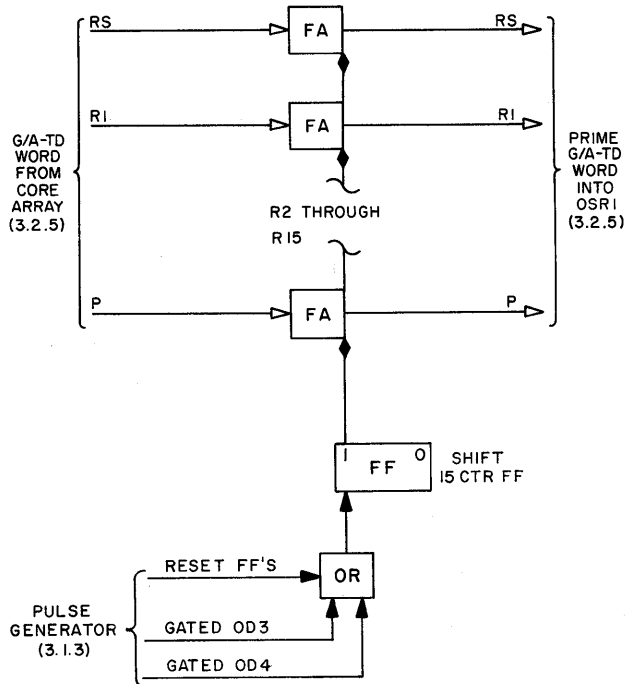 RS
FA
RS
R1
FA
R1
G/A-TD
WORD
FROM
CORE
ARRAY
(3.2.5)
PRIME
G/A-TD
WORD
INTO
OSR1
(3.2.5)
R2 THROUGH
R15
P
FA
P
1 FF 0
SHIFT
15 CTR FF
RESET FF'S
OR
PULSE
GENERATOR
(3.1.3)
GATED OD3
GATED OD4